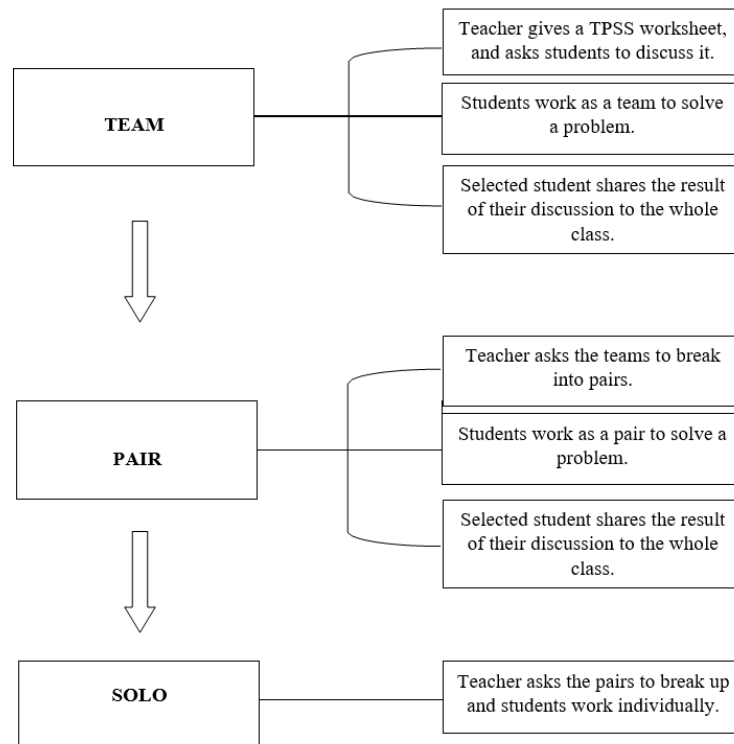 TEAM
Teacher gives a TPSS worksheet,
and asks students to discuss it.
Students work as a team to solve
a problem.
Selected student shares the result
of their discussion to the whole
class.
PAIR
Teacher asks the teams to break
into pairs.
Students work as a pair to solve a
problem.
Selected student shares the result
of their discussion to the whole
class.
SOLO
Teacher asks the pairs to break up
and students work individually.